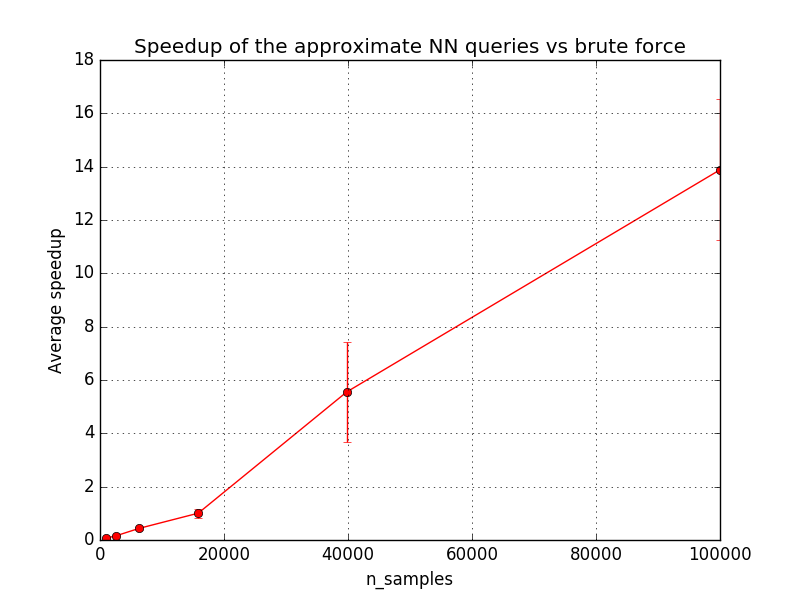 Speedup of the approximate NN queries vs brute force
18
16
14
12
10
8
6
4
2
0
Average speedup
0 20000 40000 60000 80000 100000
n_samples